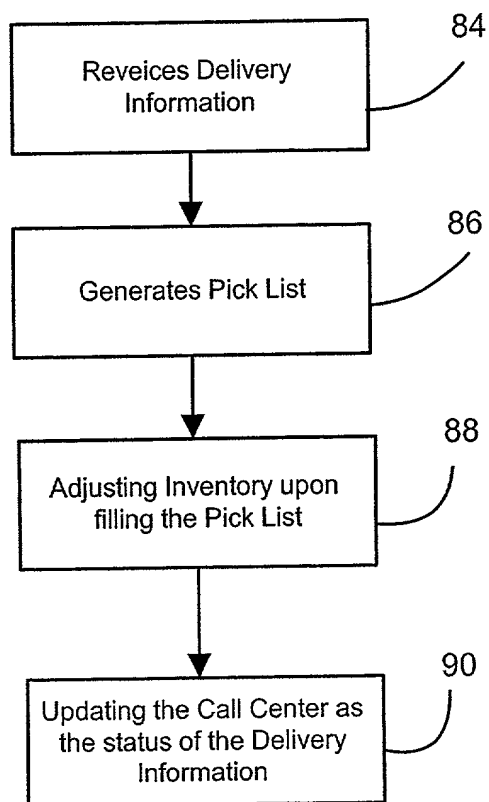 84
Reveices Delivery
Information
86
Generates Pick List
88
Adjusting Inventory upon
filling the Pick List
90
Updating the Call Center as
the status of the Delivery
Information